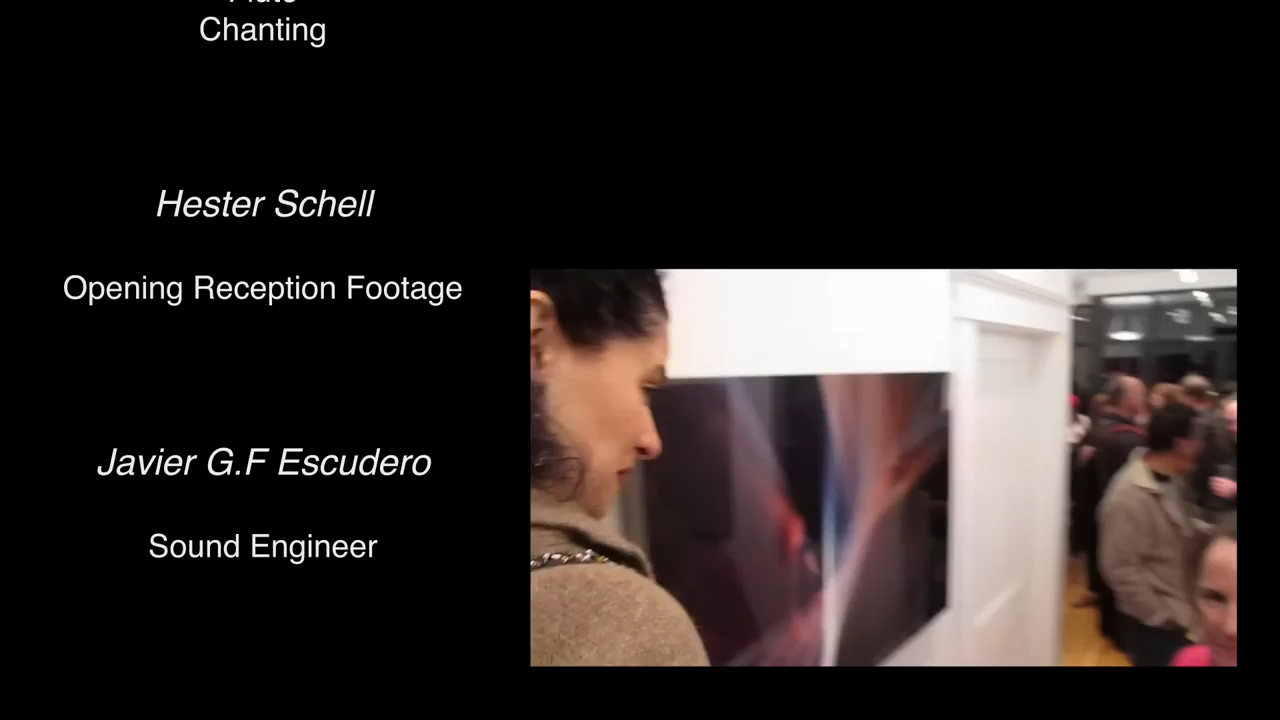 Chanting
Hester Schell
Opening Reception Footage
Javier G.F Escudero
Sound Engineer